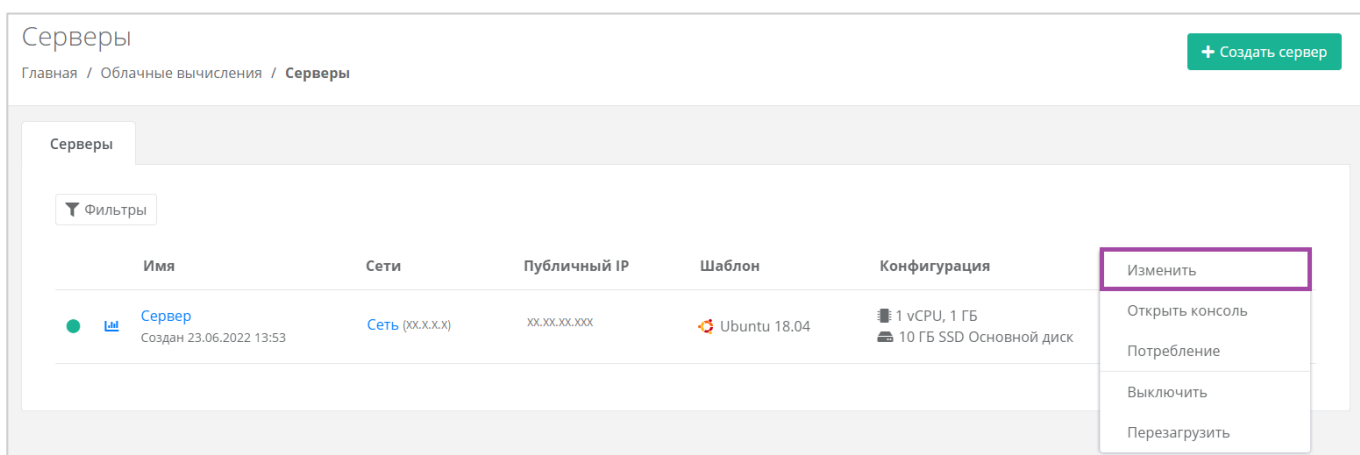 Серверы
+ Создать сервер
Главная / Облачные вычисления / Серверы
Серверы
Фильтры
Имя Сети Публичный IP Шаблон Конфигурация
Сервер Сеть (XX.X.X.X) XX.XX.XX.XXX Ubuntu 18.04 1 vCPU, 1 ГБ
Создан 23.06.2022 13:53 10 ГБ SSD Основной диск
Изменить
Открыть консоль
Потребление
Выключить
Перезагрузить